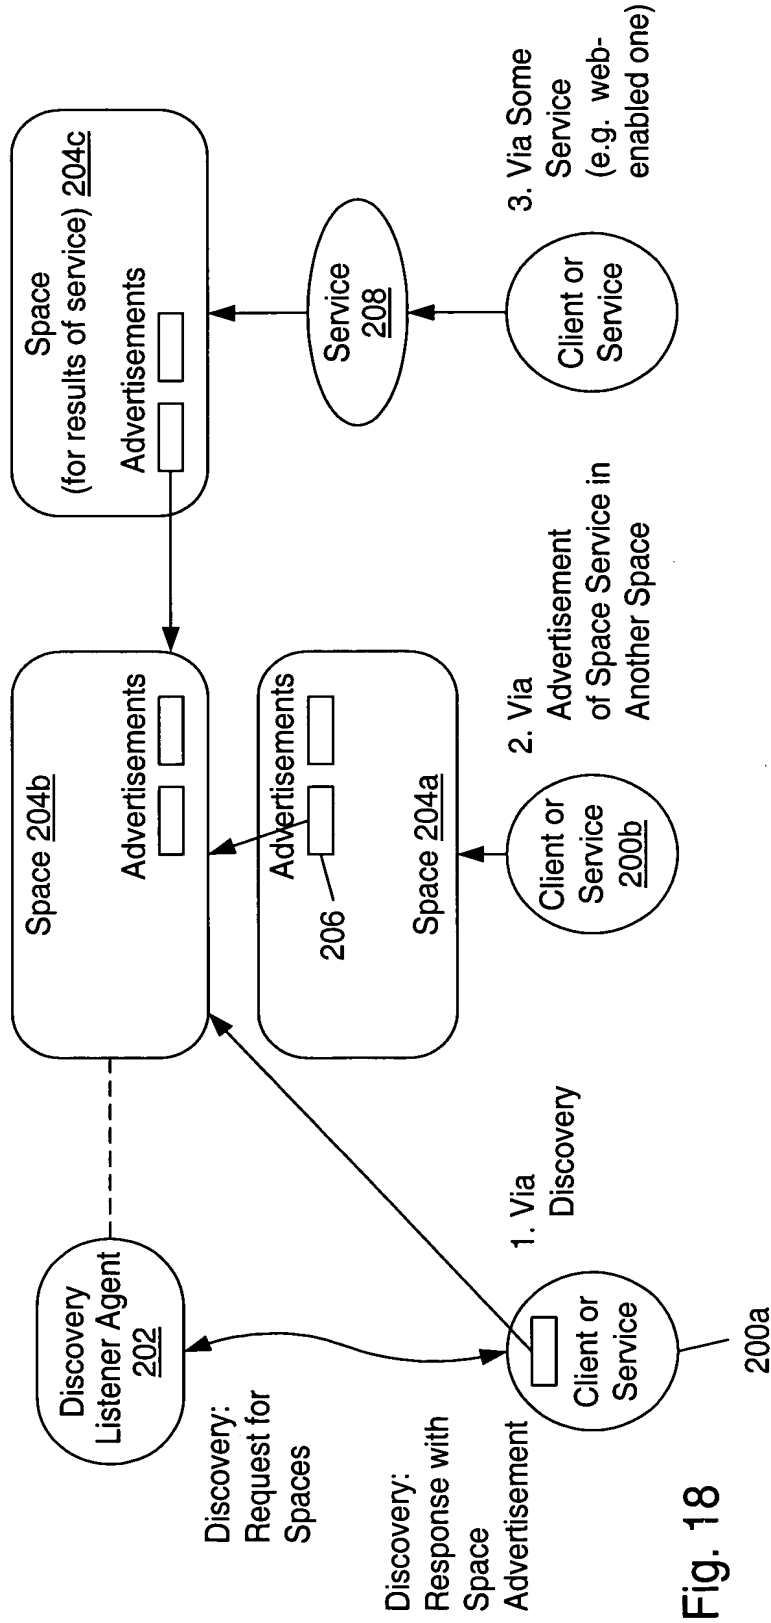 Discovery
Listener Agent
202
Discovery:
Request for
Spaces
Discovery:
Response with
Space
Advertisement
Client or
Service
200a
1. Via
Discovery
Space 204b
Advertisements
Advertisements
206
Space 204a
Client or
Service
200b
2. Via
Advertisement
of Space Service in
Another Space
Space
(for results of service) 204c
Advertisements
Service
208
Client or
Service
3. Via Some
Service
(e.g. web-
enabled one)
Fig. 18